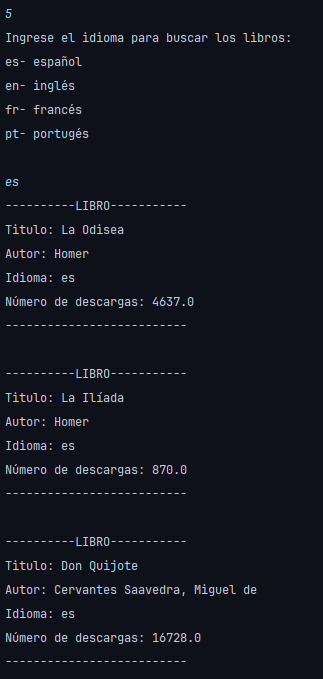 5
Ingrese el idioma para buscar los libros:
es- español
en- inglés
fr- francés
pt- portugés
es
----------LIBRO-----------
Titulo: La Odisea
Autor: Homer
Idioma: es
Número de descargas: 4637.0
--------------------------
----------LIBRO-----------
Titulo: La Ilíada
Autor: Homer
Idioma: es
Número de descargas: 870.0
--------------------------
----------LIBRO-----------
Titulo: Don Quijote
Autor: Cervantes Saavedra, Miguel de
Idioma: es
Número de descargas: 16728.0
--------------------------